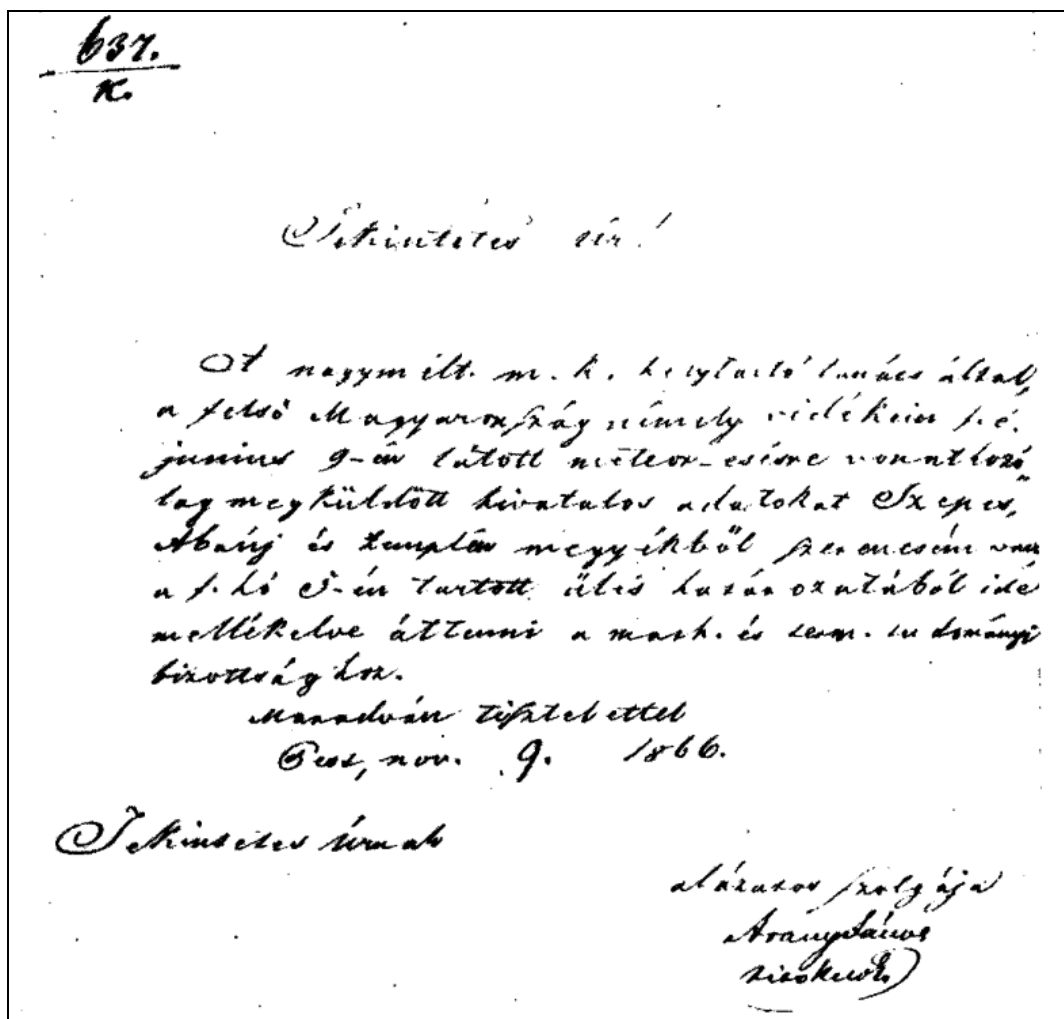 637.
K.
Tekintetes úr!
A nagymélt. m. k. helytartó tanács által,
a felső Magyarország némely vidékein f. é.
junius 9-én látott meteor-esésre vonatkozó-
lag megküldött hivatalos adatokat Szepes,
Abaúj és Zemplén megyékből szerencsém van
a f. hó 5-én tartott ülés határozatából ide
mellékelve áttenni a math. és term. tudományi
bizottsághoz.
Maradván tisztelettel
Pest, nov. 9. 1866.
Tekintetes úrnak
alázatos szolgája
Arany János
titoknok